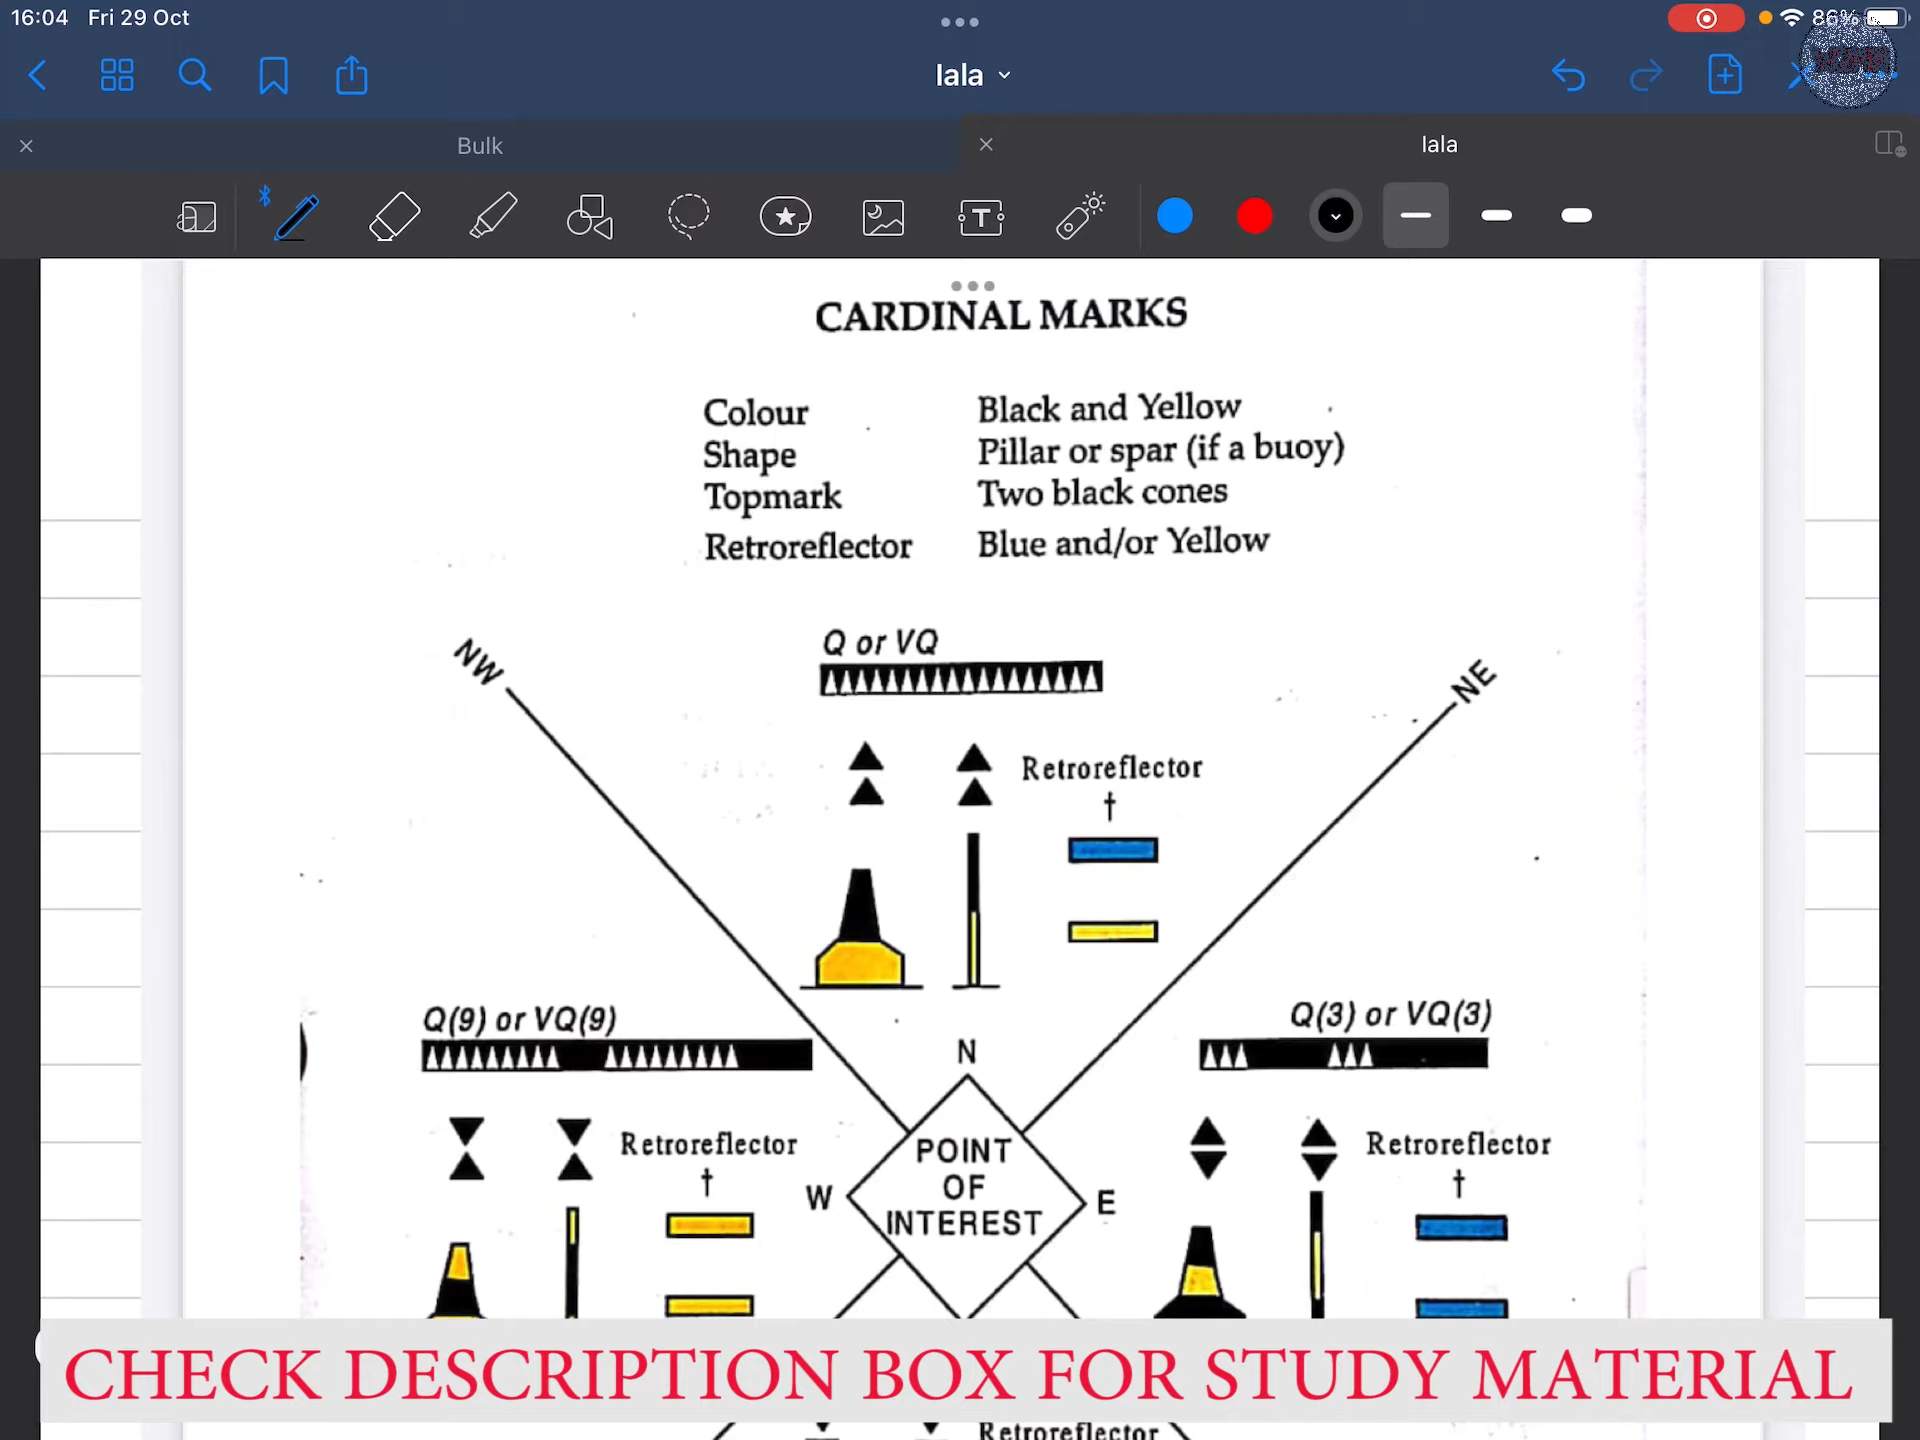 16:04 Fri 29 Oct
86%
lala
Bulk
lala
T
CARDINAL MARKS
Colour Black and Yellow
Shape Pillar or spar (if a buoy)
Topmark Two black cones
Retroreflector Blue and/or Yellow
Q or VQ
NW
NE
Retroreflector
†
Q(9) or VQ(9)
Q(3) or VQ(3)
N
Retroreflector
†
POINT
OF
INTEREST
W
E
Retroreflector
†
CHECK DESCRIPTION BOX FOR STUDY MATERIAL
Retroreflector